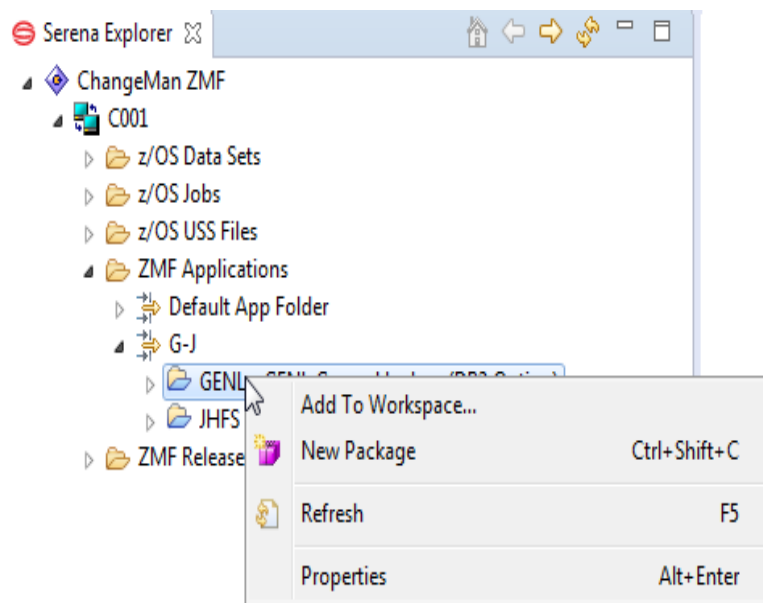 Serena Explorer
ChangeMan ZMF
C001
z/OS Data Sets
z/OS Jobs
z/OS USS Files
ZMF Applications
Default App Folder
G-J
GENL
JHFS
ZMF Release
Add To Workspace...
New Package Ctrl+Shift+C
Refresh F5
Properties Alt+Enter